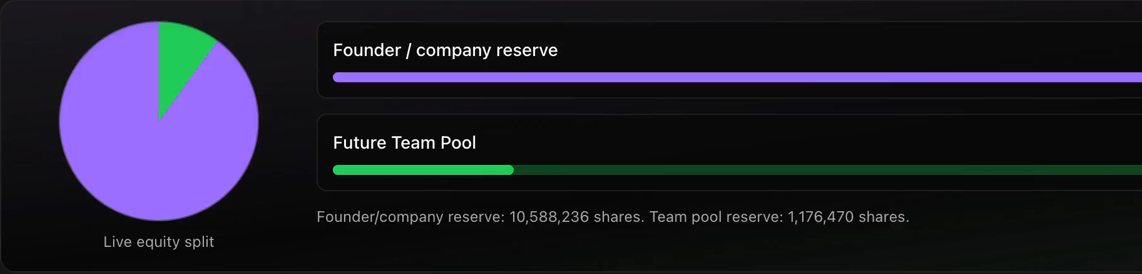 Founder / company reserve
Future Team Pool
Founder/company reserve: 10,588,236 shares. Team pool reserve: 1,176,470 shares.
Live equity split